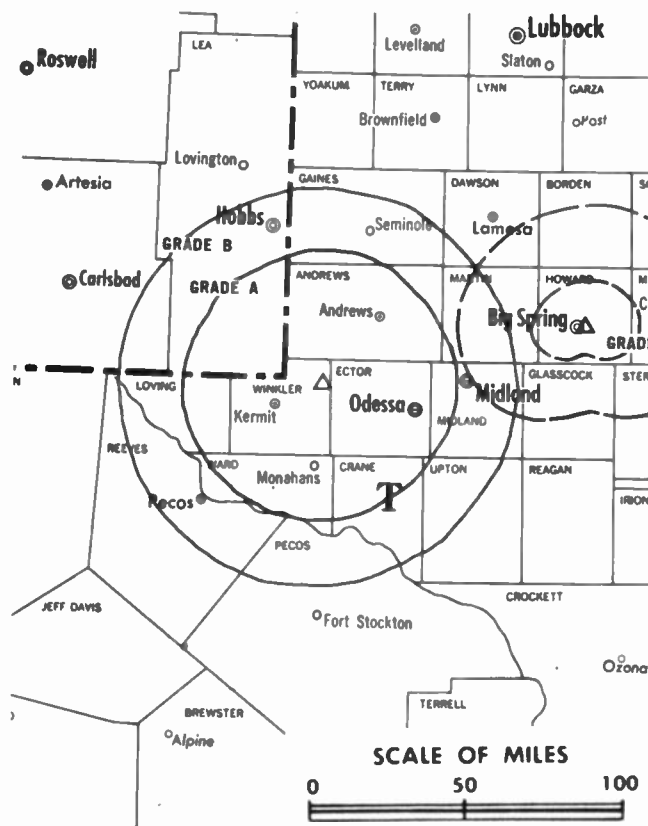 Roswell
LEA
Levelland
Lubbock
Slaton
YOAKUM
TERRY
LYNN
GARZA
Brownfield
Post
Lovington
Artesia
GAINES
DAWSON
BORDEN
Hobbs
Seminole
Lamesa
GRADE B
GRADE A
Carlsbad
ANDREWS
MARTIN
HOWARD
M
C
Andrews
Big Spring
GRADE
N
LOVING
WINKLER
ECTOR
GLASSCOCK
STER
Midland
Kermit
Odessa
MIDLAND
REEVES
WARD
Monahans
CRANE
UPTON
REAGAN
T
IRION
Pecos
PECOS
CROCKETT
JEFF DAVIS
Fort Stockton
Ozona
TERRELL
BREWSTER
Alpine
SCALE OF MILES
0 50 100